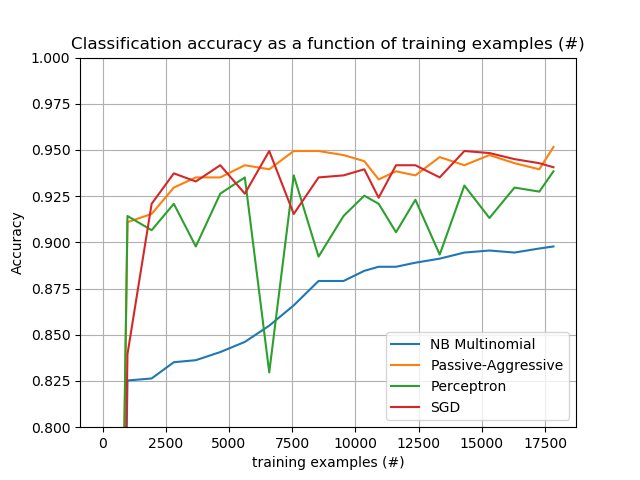 Classification accuracy as a function of training examples (#)
1.000
0.975
0.950
0.925
0.900
0.875
0.850
0.825
0.800
Accuracy
0 2500 5000 7500 10000 12500 15000 17500
training examples (#)
NB Multinomial
Passive-Aggressive
Perceptron
SGD